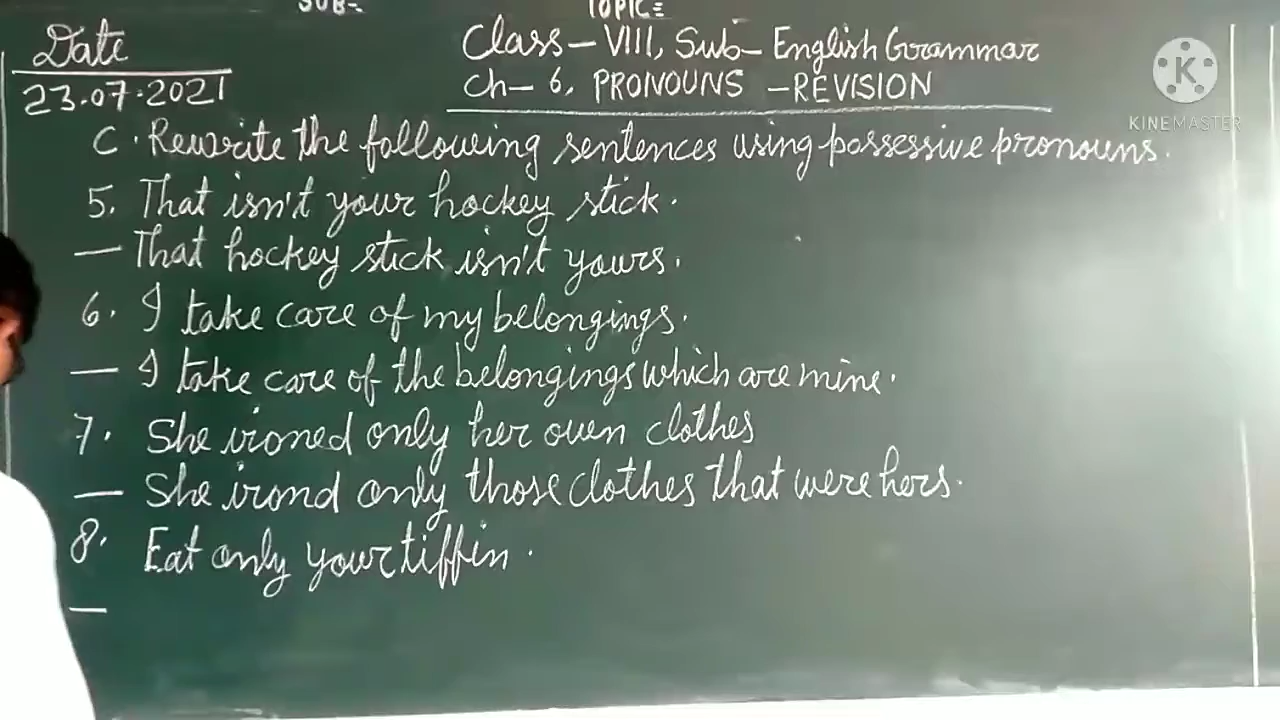 SUB-
TOPIC=
Date
23.07.2021
Class-VIII, Sub-English Grammar
Ch-6, PRONOUNS -REVISION
K
KINEMASTER
C. Rewrite the following sentences using possessive pronouns.
5. That isn't your hockey stick.
— That hockey stick isn't yours.
6. I take care of my belongings.
— I take care of the belongings which are mine.
7. She ironed only her own clothes
— She irond only those clothes that were hers.
8. Eat only your tiffin.
—